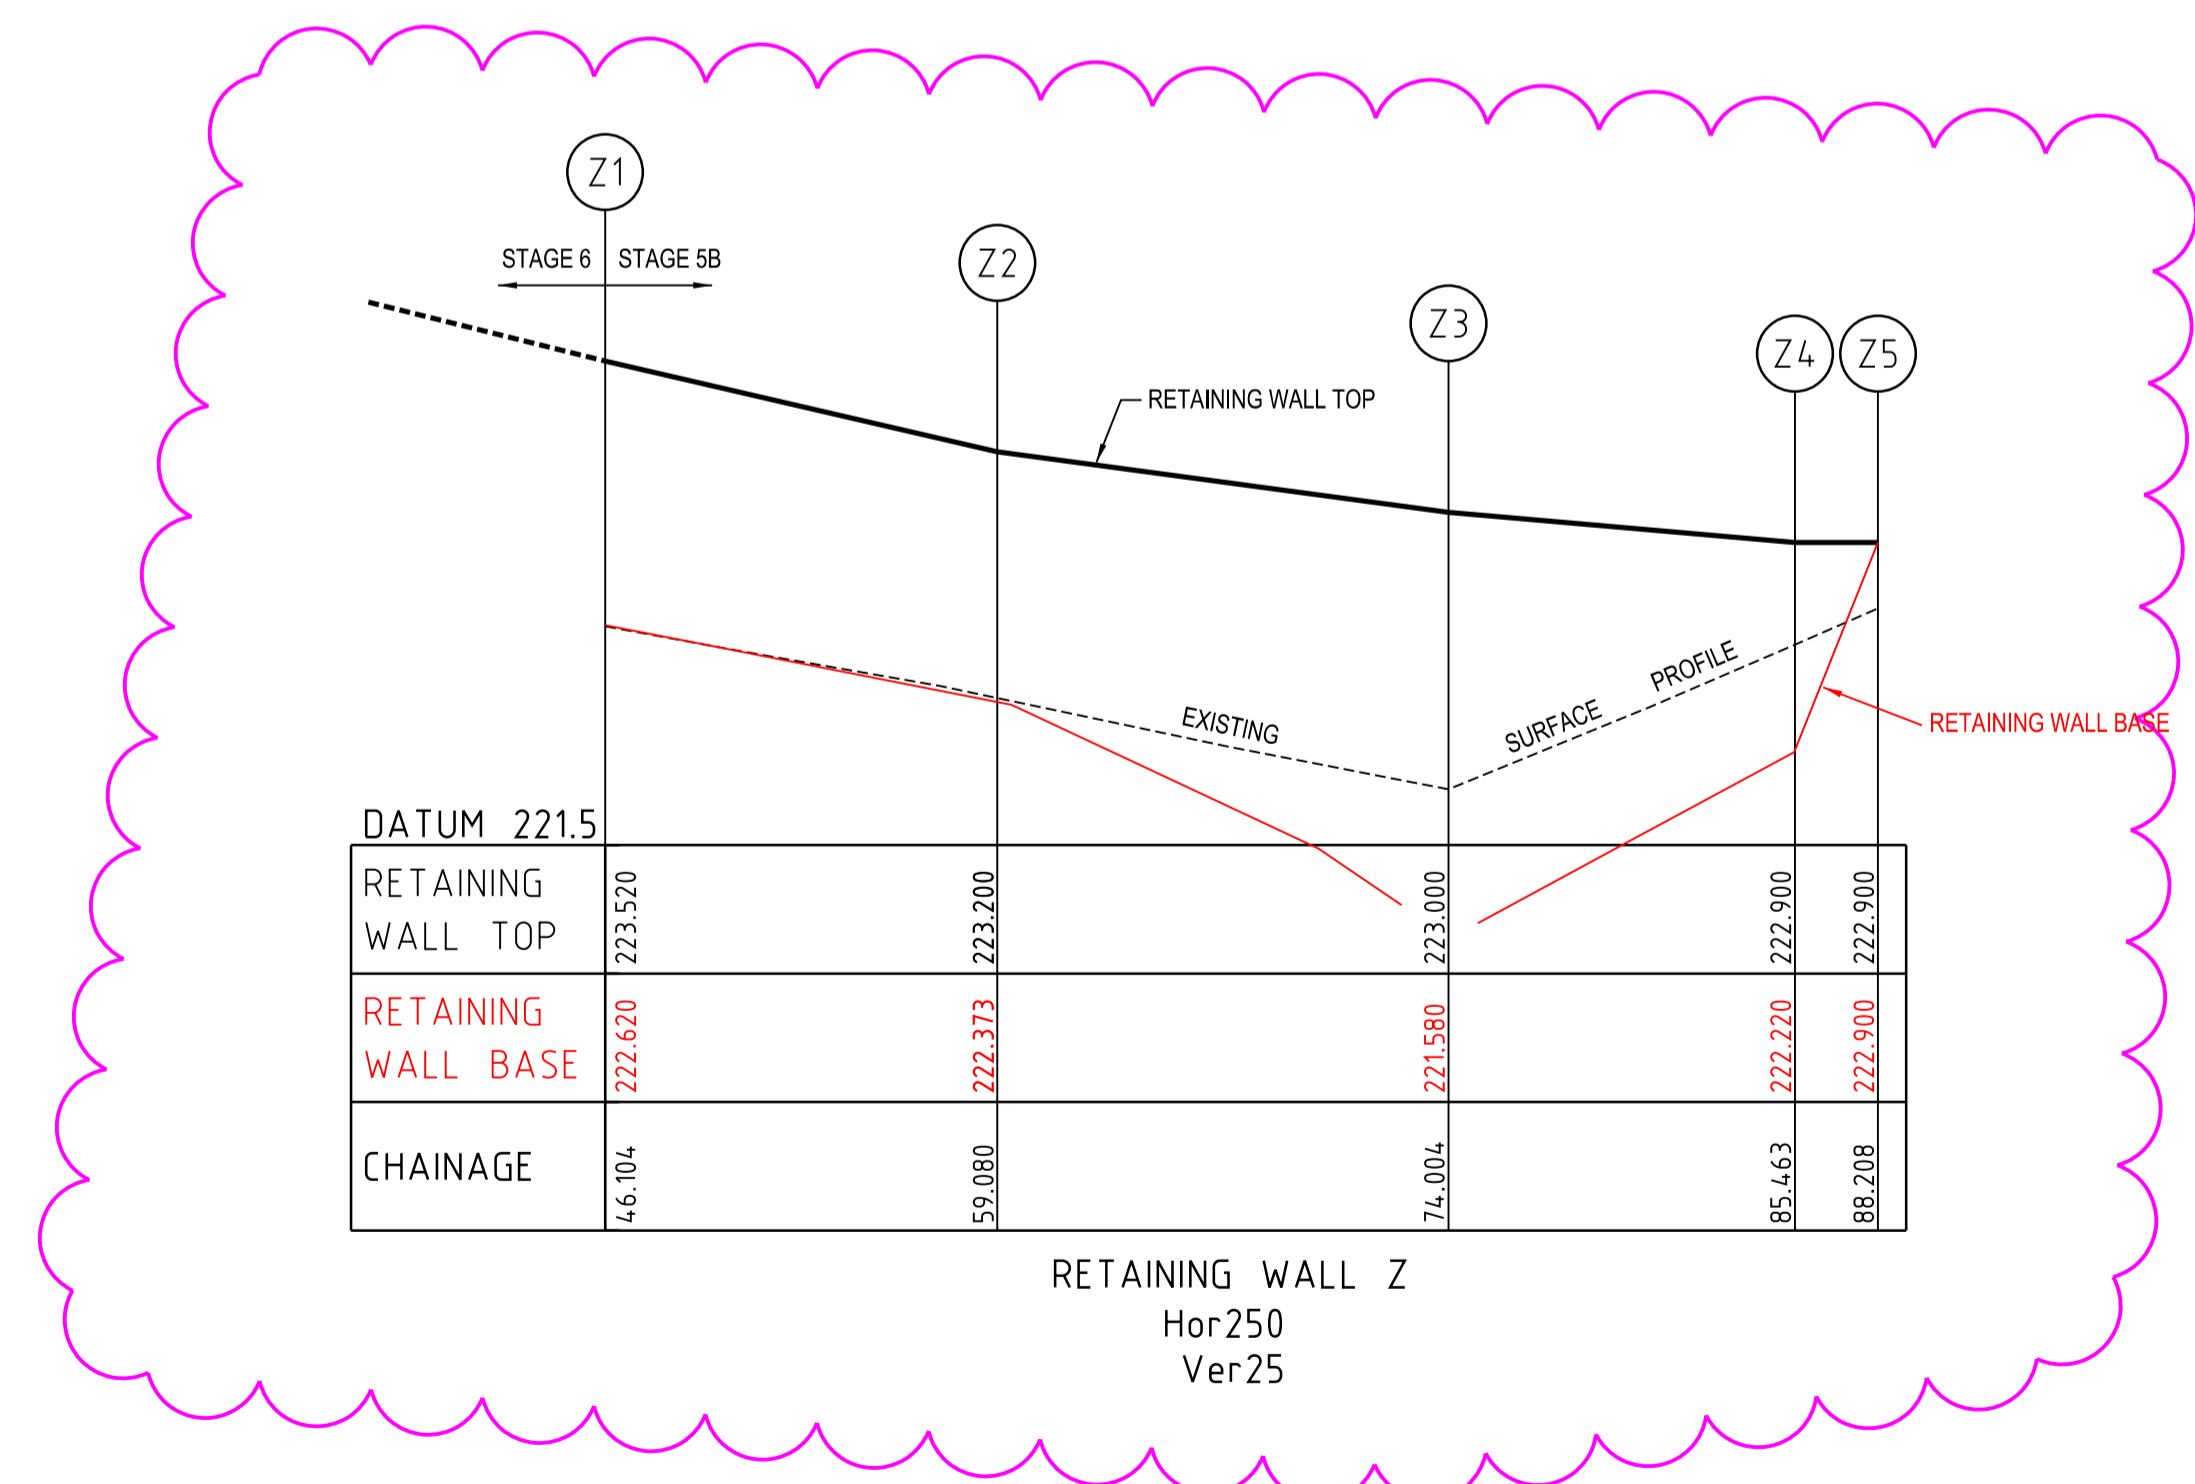 Z1
Z2
Z3
Z4
Z5
STAGE 6
STAGE 5B
RETAINING WALL TOP
EXISTING
SURFACE
PROFILE
RETAINING WALL BASE
DATUM 221.5
RETAINING
WALL TOP
223.520
223.200
223.000
222.900
222.900
RETAINING
WALL BASE
222.620
222.373
221.580
222.220
222.900
CHAINAGE
46.104
59.080
74.004
85.463
88.208
RETAINING WALL Z
Hor250
Ver25